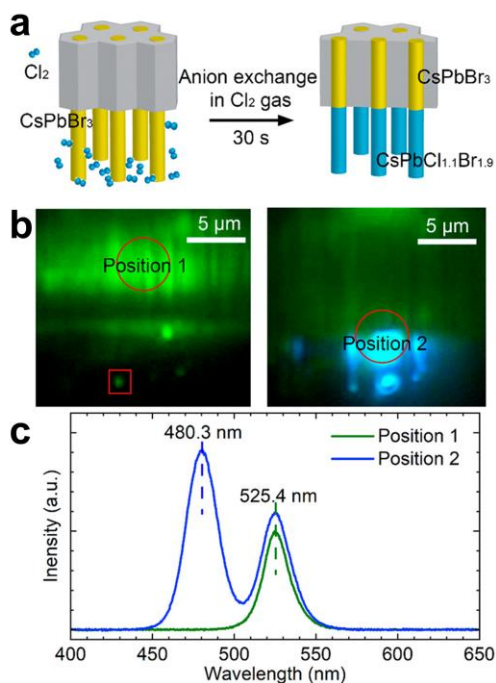 a
Cl₂
CsPbBr₃
Anion exchange
in Cl₂ gas
30 s
CsPbBr₃
CsPbCl₁.₁Br₁.₉
b
5 μm
Position 1
5 μm
Position 2
c
480.3 nm
525.4 nm
Position 1
Position 2
Inensity (a.u.)
400 450 500 550 600 650
Wavelength (nm)